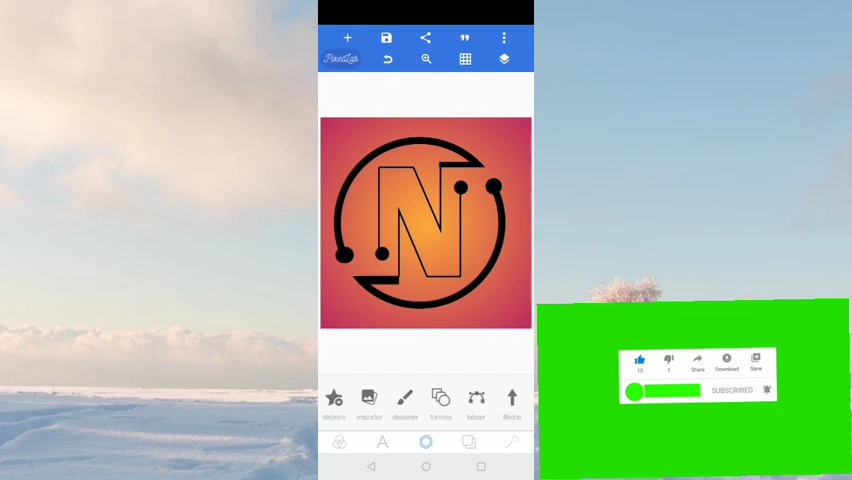 PixelLab
N
stickers importer dessiner formes bézier flèche
A
15 1 Share Download Save
SUBSCRIBED